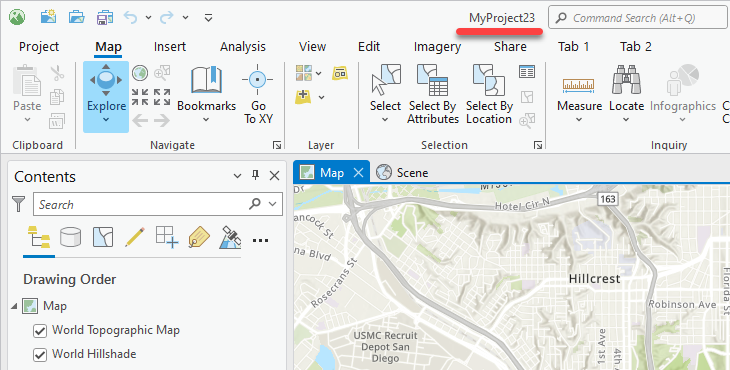 MyProject23
Command Search (Alt+Q)
Project Map Insert Analysis View Edit Imagery Share Tab 1 Tab 2
Paste
Explore
Bookmarks
Go
To XY
Select
Select By
Attributes
Select By
Location
Measure
Locate
Infographics
Clipboard
Navigate
Layer
Selection
Inquiry
Contents
Search
Drawing Order
Map
World Topographic Map
World Hillshade
Map
Scene
Hotel Cir N
163
ancock St
na Blvd
Rosecrans St
Hillcrest
Robinson Ave
Florida St
USMC Recruit
Depot San
Diego
1st Ave
4th